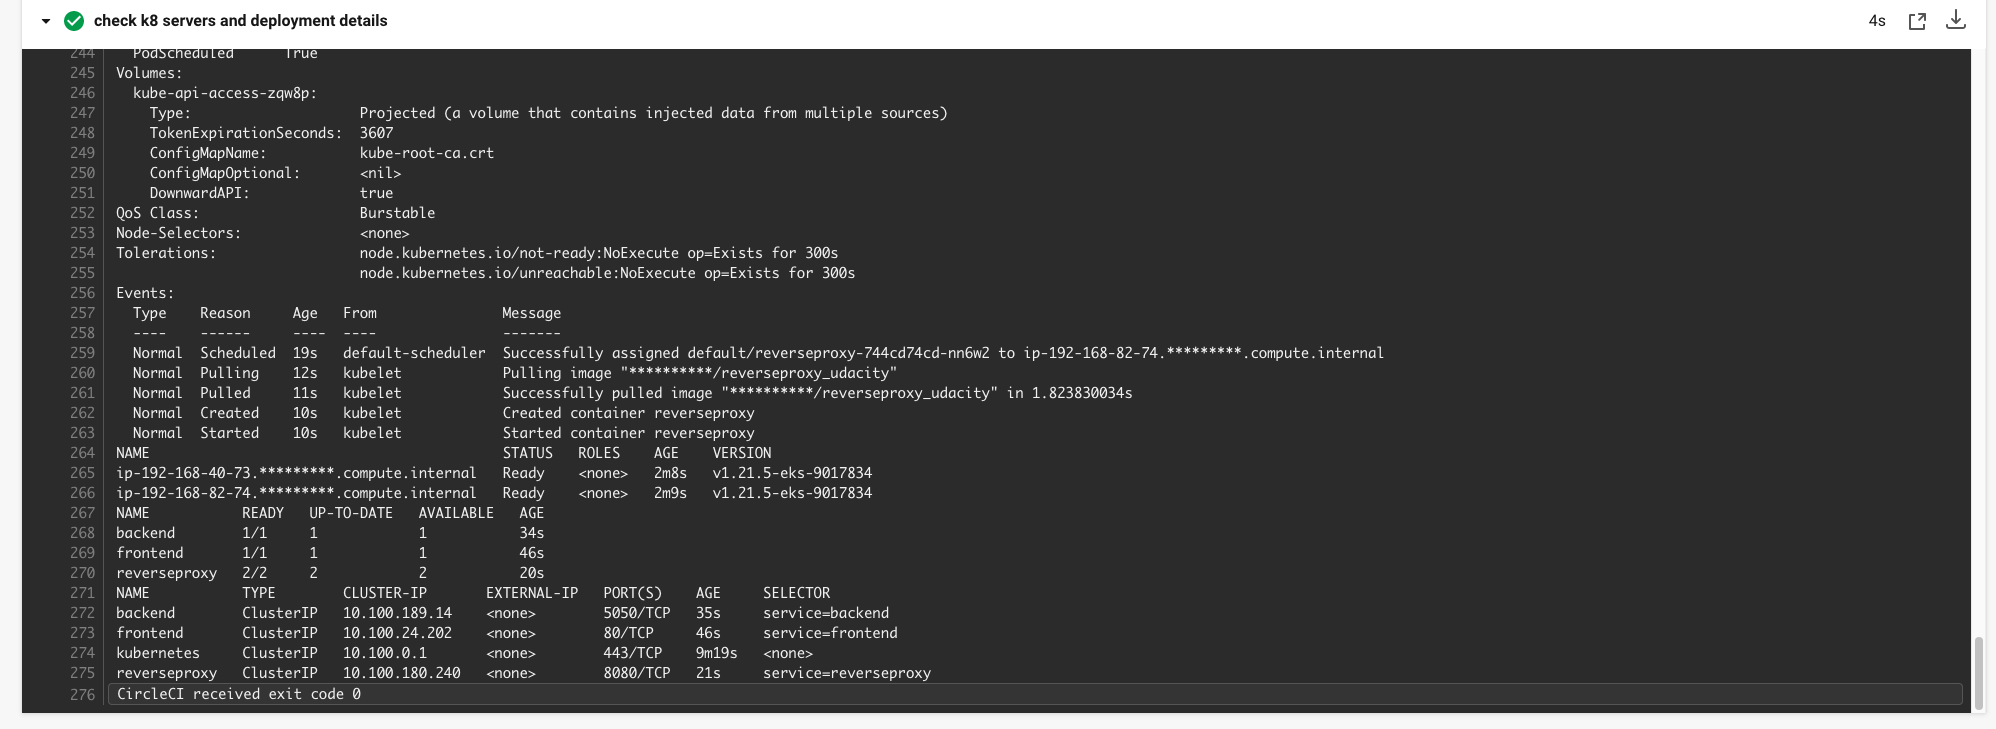 check k8 servers and deployment details 4s
244 PodScheduled True
245 Volumes:
246 kube-api-access-zqw8p:
247 Type: Projected (a volume that contains injected data from multiple sources)
248 TokenExpirationSeconds: 3607
249 ConfigMapName: kube-root-ca.crt
250 ConfigMapOptional: <nil>
251 DownwardAPI: true
252 QoS Class: Burstable
253 Node-Selectors: <none>
254 Tolerations: node.kubernetes.io/not-ready:NoExecute op=Exists for 300s
255 node.kubernetes.io/unreachable:NoExecute op=Exists for 300s
256 Events:
257 Type Reason Age From Message
258 ---- ------ ---- ---- -------
259 Normal Scheduled 19s default-scheduler Successfully assigned default/reverseproxy-744cd74cd-nn6w2 to ip-192-168-82-74.*********.compute.internal
260 Normal Pulling 12s kubelet Pulling image "**********/reverseproxy_udacity"
261 Normal Pulled 11s kubelet Successfully pulled image "**********/reverseproxy_udacity" in 1.823830034s
262 Normal Created 10s kubelet Created container reverseproxy
263 Normal Started 10s kubelet Started container reverseproxy
264 NAME STATUS ROLES AGE VERSION
265 ip-192-168-40-73.*********.compute.internal Ready <none> 2m8s v1.21.5-eks-9017834
266 ip-192-168-82-74.*********.compute.internal Ready <none> 2m9s v1.21.5-eks-9017834
267 NAME READY UP-TO-DATE AVAILABLE AGE
268 backend 1/1 1 1 34s
269 frontend 1/1 1 1 46s
270 reverseproxy 2/2 2 2 20s
271 NAME TYPE CLUSTER-IP EXTERNAL-IP PORT(S) AGE SELECTOR
272 backend ClusterIP 10.100.189.14 <none> 5050/TCP 35s service=backend
273 frontend ClusterIP 10.100.24.202 <none> 80/TCP 46s service=frontend
274 kubernetes ClusterIP 10.100.0.1 <none> 443/TCP 9m19s <none>
275 reverseproxy ClusterIP 10.100.180.240 <none> 8080/TCP 21s service=reverseproxy
276 CircleCI received exit code 0